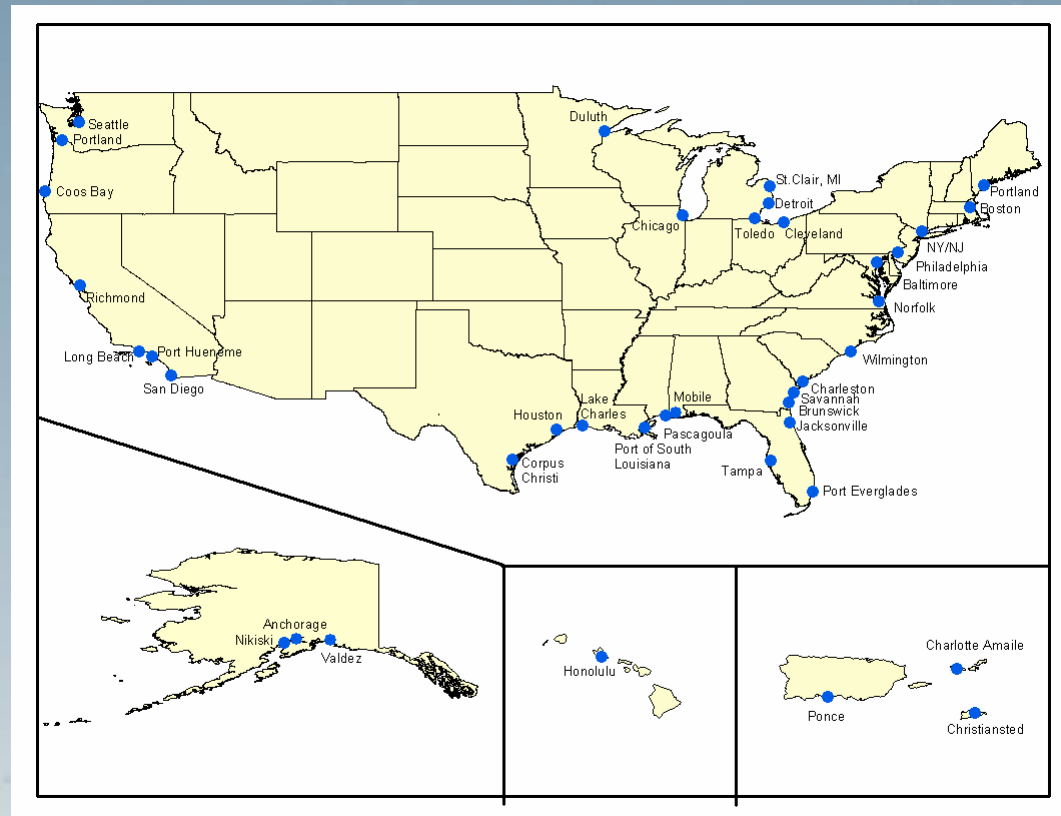 Seattle
Portland
Coos Bay
Richmond
Long Beach
Port Hueneme
San Diego
Duluth
St.Clair, MI
Detroit
Chicago
Toledo
Cleveland
Portland
Boston
NY/NJ
Philadelphia
Baltimore
Norfolk
Wilmington
Charleston
Savannah
Brunswick
Jacksonville
Houston
Lake
Charles
Mobile
Pascagoula
Port of South
Louisiana
Corpus
Christi
Tampa
Port Everglades
Anchorage
Nikiski
Valdez
Honolulu
Charlotte Amaile
Ponce
Christiansted